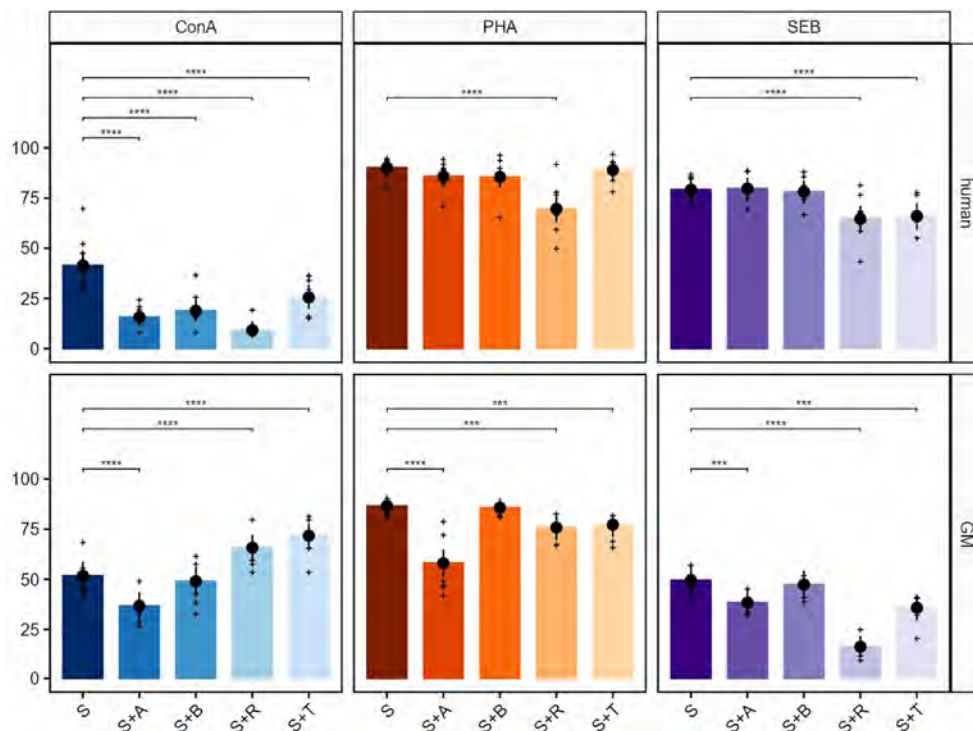 ConA PHA SEB
****
**** **** ****
**** ****
****
****
100
75
50
25
0
human
**** *** ***
**** *** ****
**** **** ***
100
75
50
25
0
GM
S S+A S+B S+R S+T S S+A S+B S+R S+T S S+A S+B S+R S+T